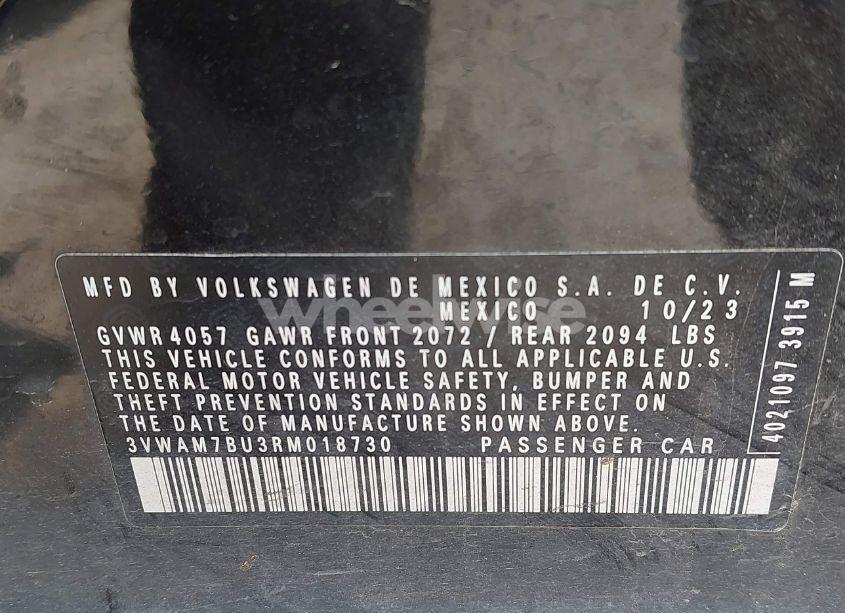 MFD BY VOLKSWAGEN DE MEXICO S.A. DE C.V.
MEXICO 10/23
GVWR 4057 GAWR FRONT 2072 / REAR 2094 LBS
THIS VEHICLE CONFORMS TO ALL APPLICABLE U.S.
FEDERAL MOTOR VEHICLE SAFETY, BUMPER AND
THEFT PREVENTION STANDARDS IN EFFECT ON
THE DATE OF MANUFACTURE SHOWN ABOVE.
3VWAM7BU3RM018730 PASSENGER CAR
4021097 3915 M
wheelwise